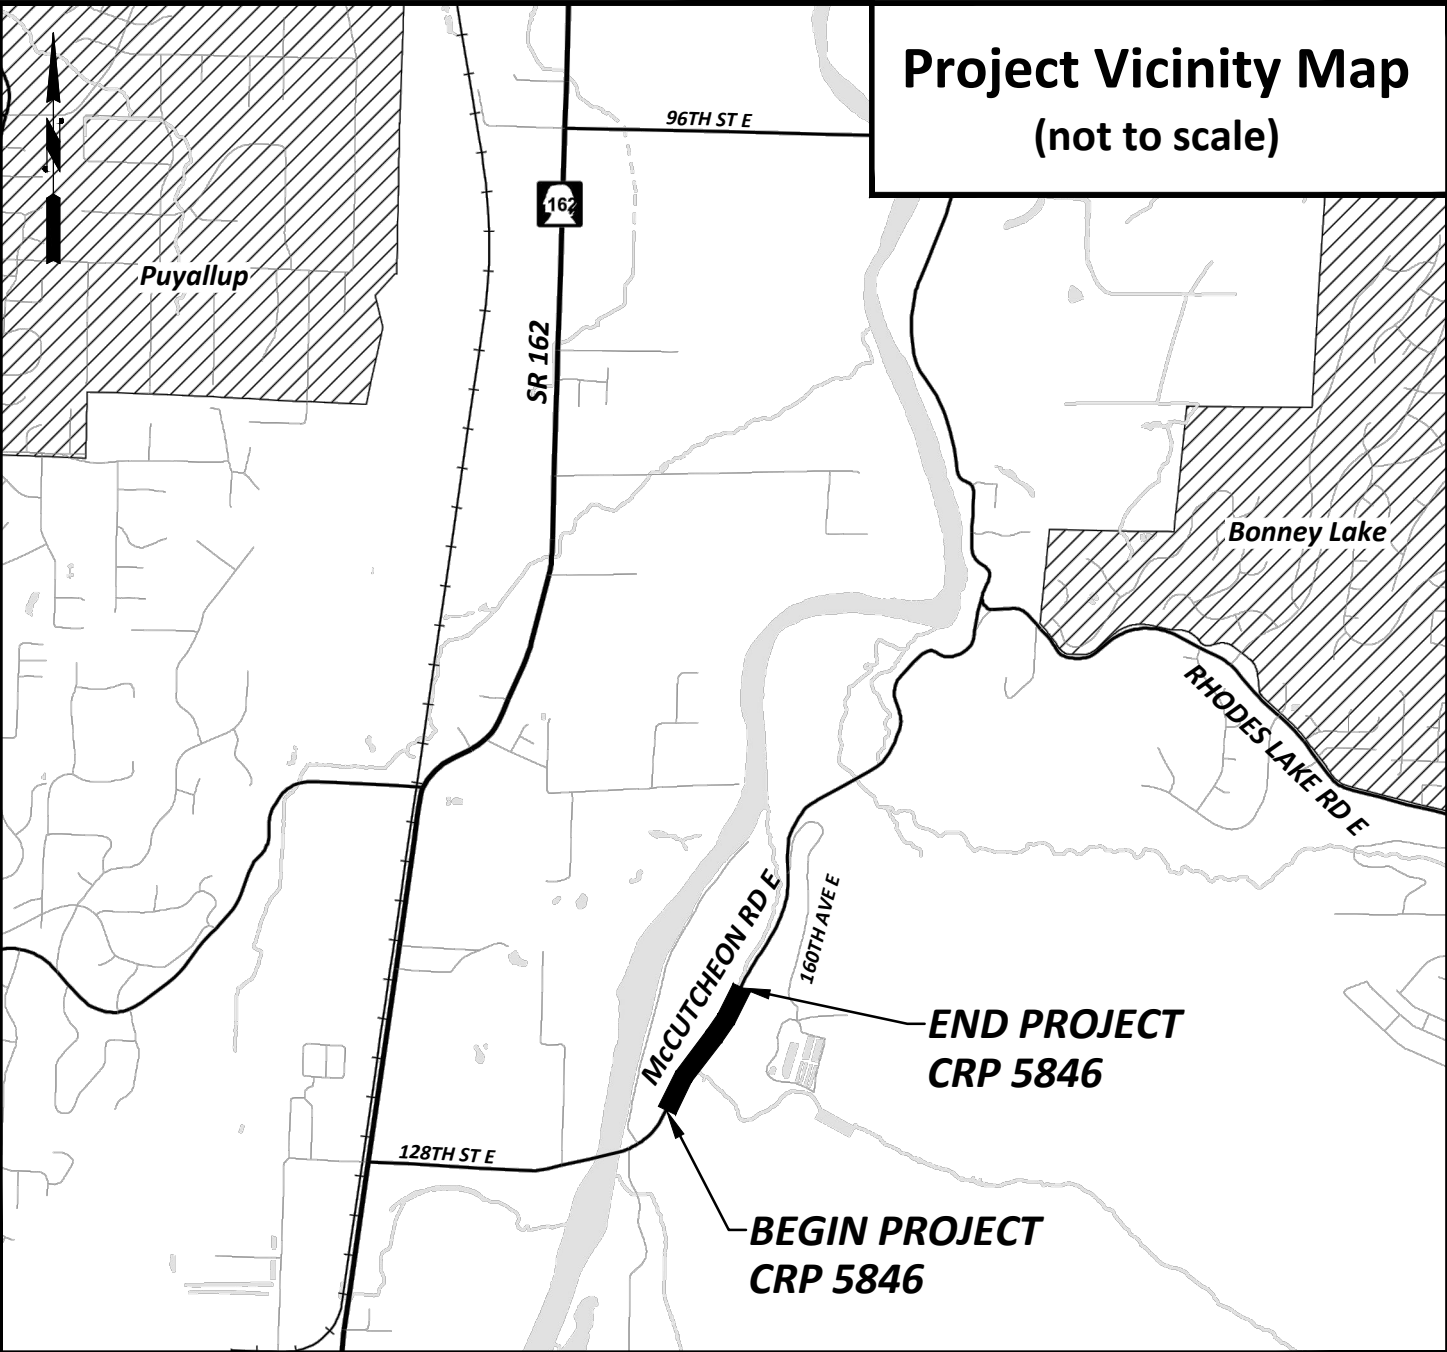 Project Vicinity Map
(not to scale)
96TH ST E
162
N
Puyallup
SR 162
Bonney Lake
RHODES LAKE RD E
McCUTCHEON RD E
160TH AVE E
END PROJECT
CRP 5846
128TH ST E
BEGIN PROJECT
CRP 5846